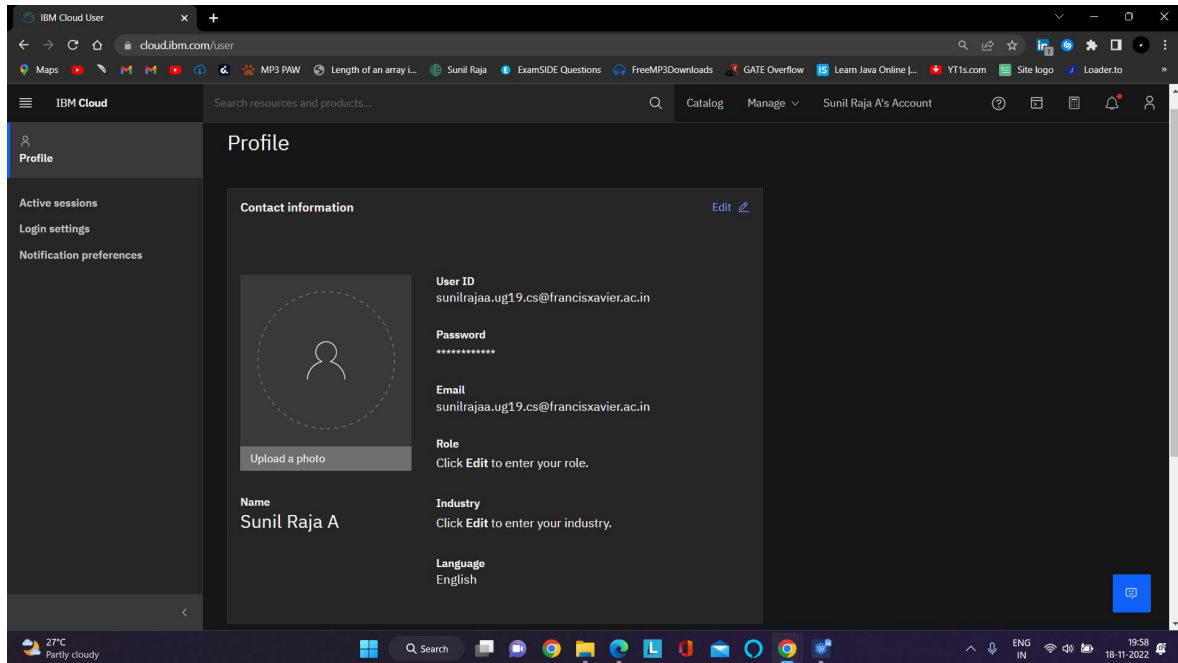 IBM Cloud User
cloud.ibm.com/user
Maps MP3 PAW Length of an array i... Sunil Raja ExamSIDE Questions FreeMP3Downloads GATE Overflow Learn Java Online |... YT1s.com Site logo Loader.to »
IBM Cloud Search resources and products... Catalog Manage Sunil Raja A's Account
Profile
Profile
Active sessions
Login settings
Notification preferences
Contact information Edit
User ID
sunilrajaa.ug19.cs@francisxavier.ac.in
Password
************
Email
sunilrajaa.ug19.cs@francisxavier.ac.in
Role
Click Edit to enter your role.
Upload a photo
Name
Sunil Raja A
Industry
Click Edit to enter your industry.
Language
English
27°C
Partly cloudy
Search
ENG
IN
19:58
18-11-2022